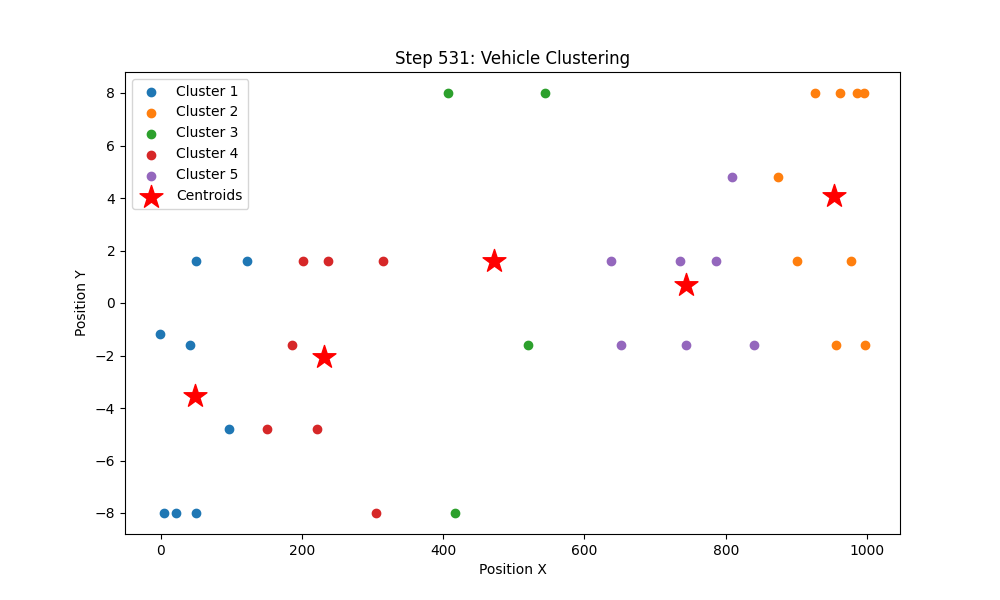 Step 531: Vehicle Clustering
Cluster 1
Cluster 2
Cluster 3
Cluster 4
Cluster 5
Centroids
8
6
4
2
0
−2
−4
−6
−8
Position Y
0 200 400 600 800 1000
Position X